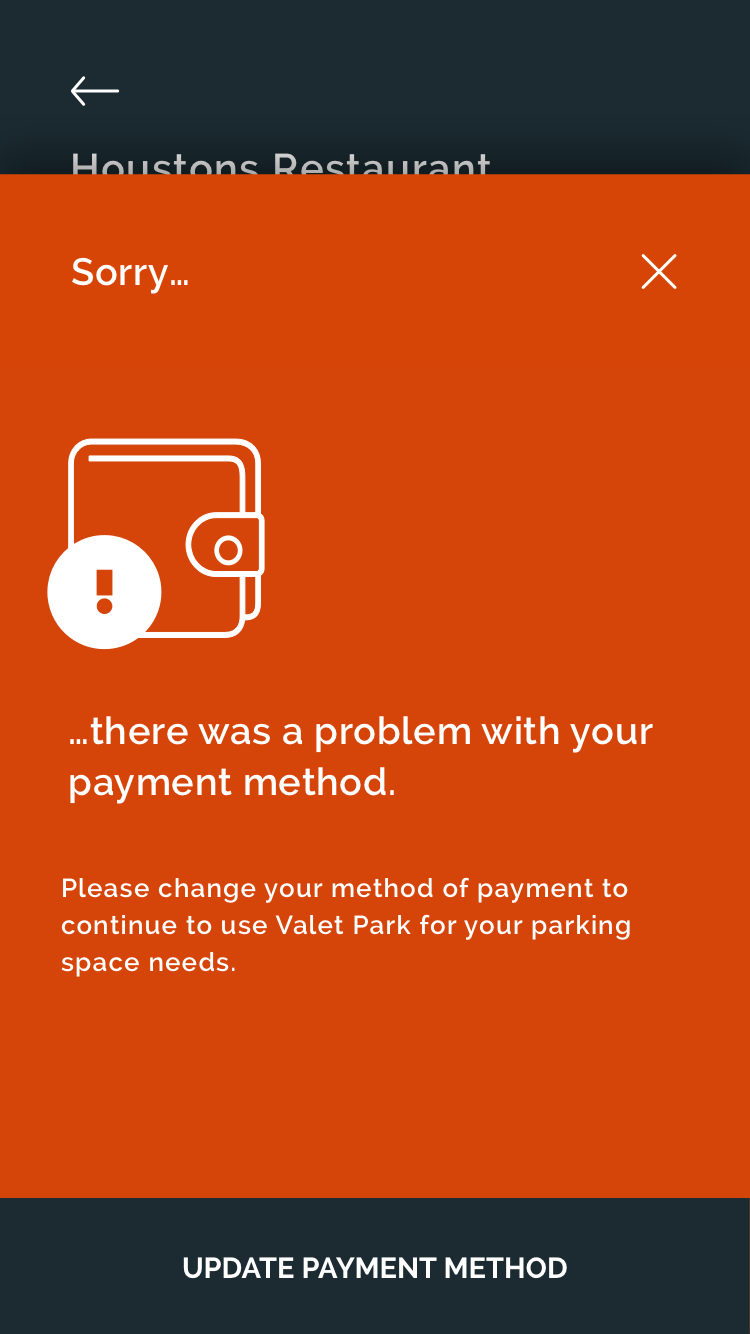 Houstons Restaurant
Sorry…
…there was a problem with your
payment method.
Please change your method of payment to
continue to use Valet Park for your parking
space needs.
UPDATE PAYMENT METHOD